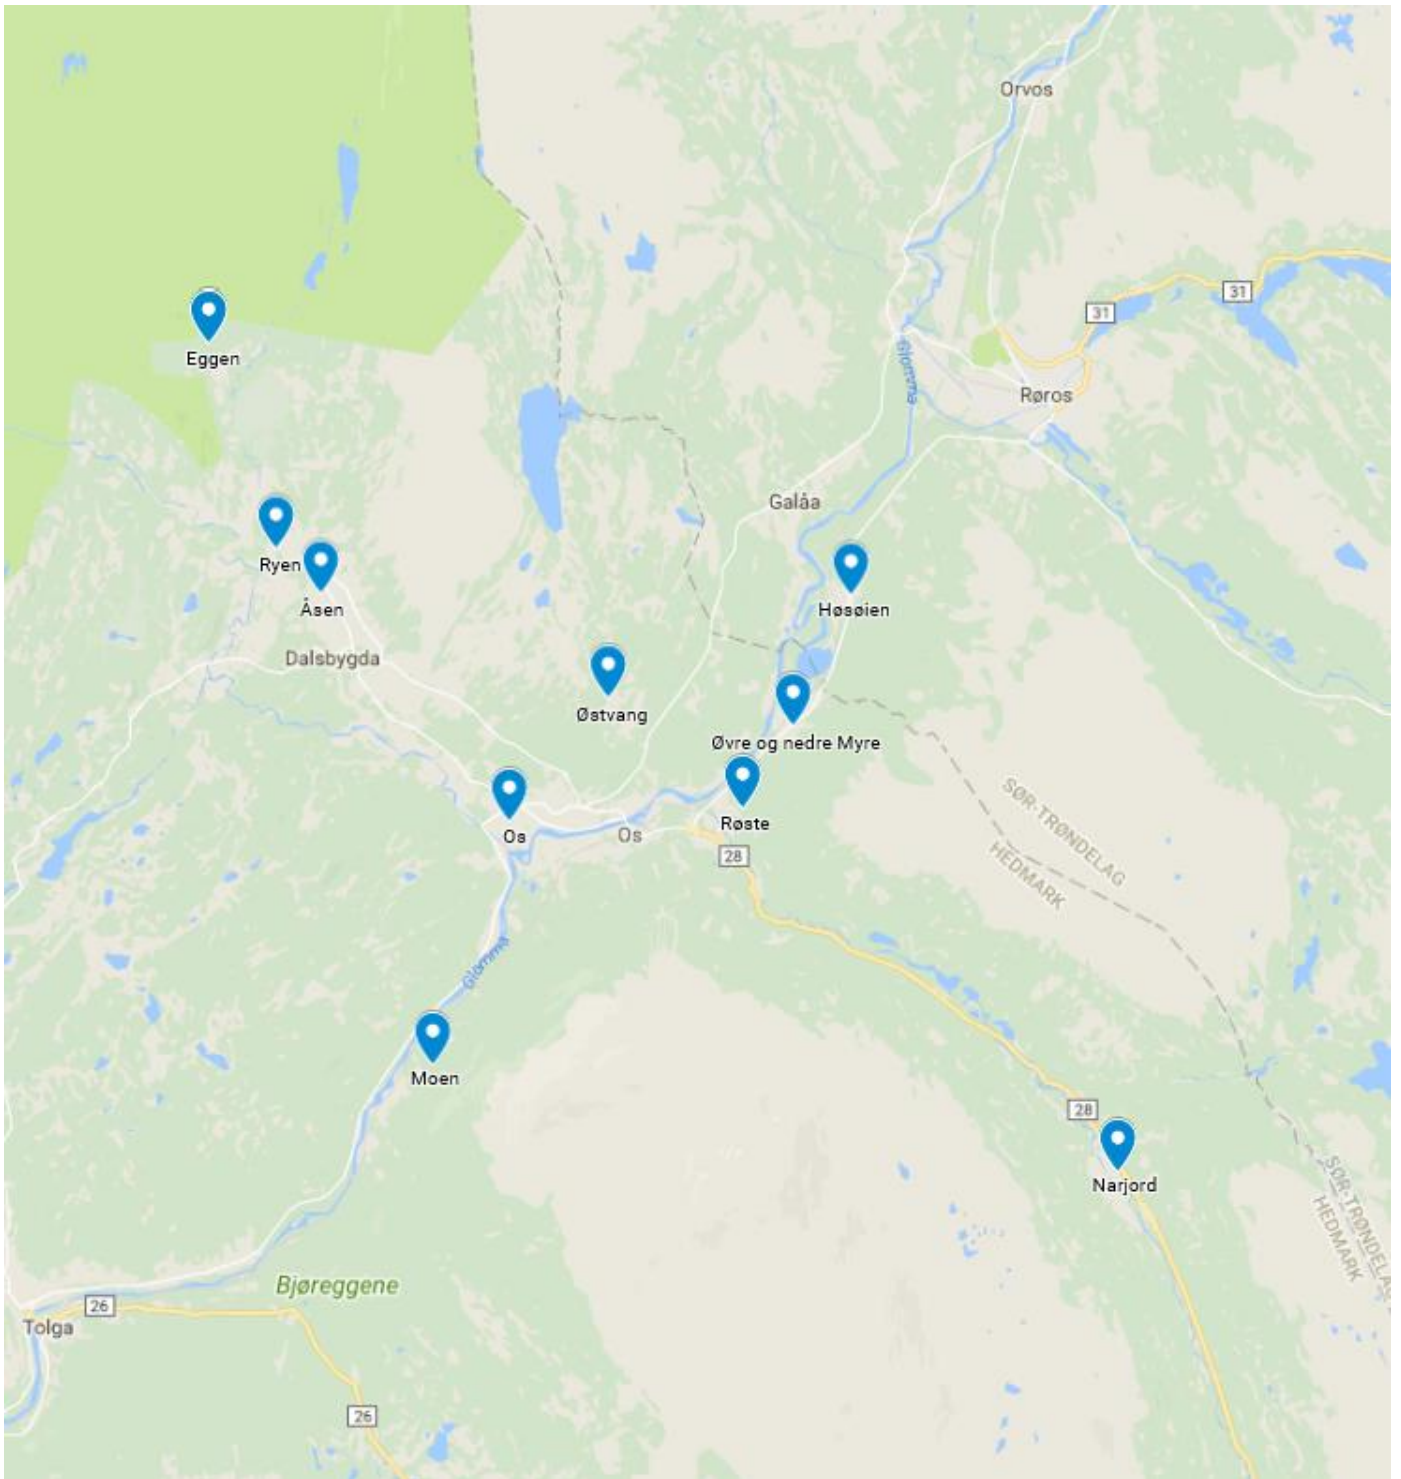 Orvos
31
31
Glomma
Eggen
Røros
Galåa
Ryen
Åsen
Høsøien
Dalsbygda
Østvang
Øvre og nedre Myre
SØR-TRØNDELAG
HEDMARK
Røste
Os
Os
28
Glomma
Moen
28
Narjord
SØR-TRØNDELAG
HEDMARK
Bjøreggene
26
Tolga
26